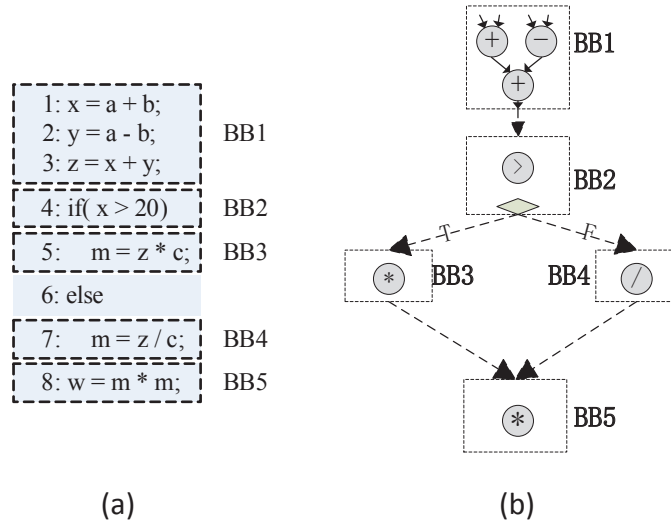 1: x = a + b;
2: y = a - b;
3: z = x + y;
BB1
4: if( x > 20)
BB2
5: m = z * c;
BB3
6: else
7: m = z / c;
BB4
8: w = m * m;
BB5
(a)
+ −
BB1
+
>
BB2
T F
*
BB3
BB4
/
*
BB5
(b)